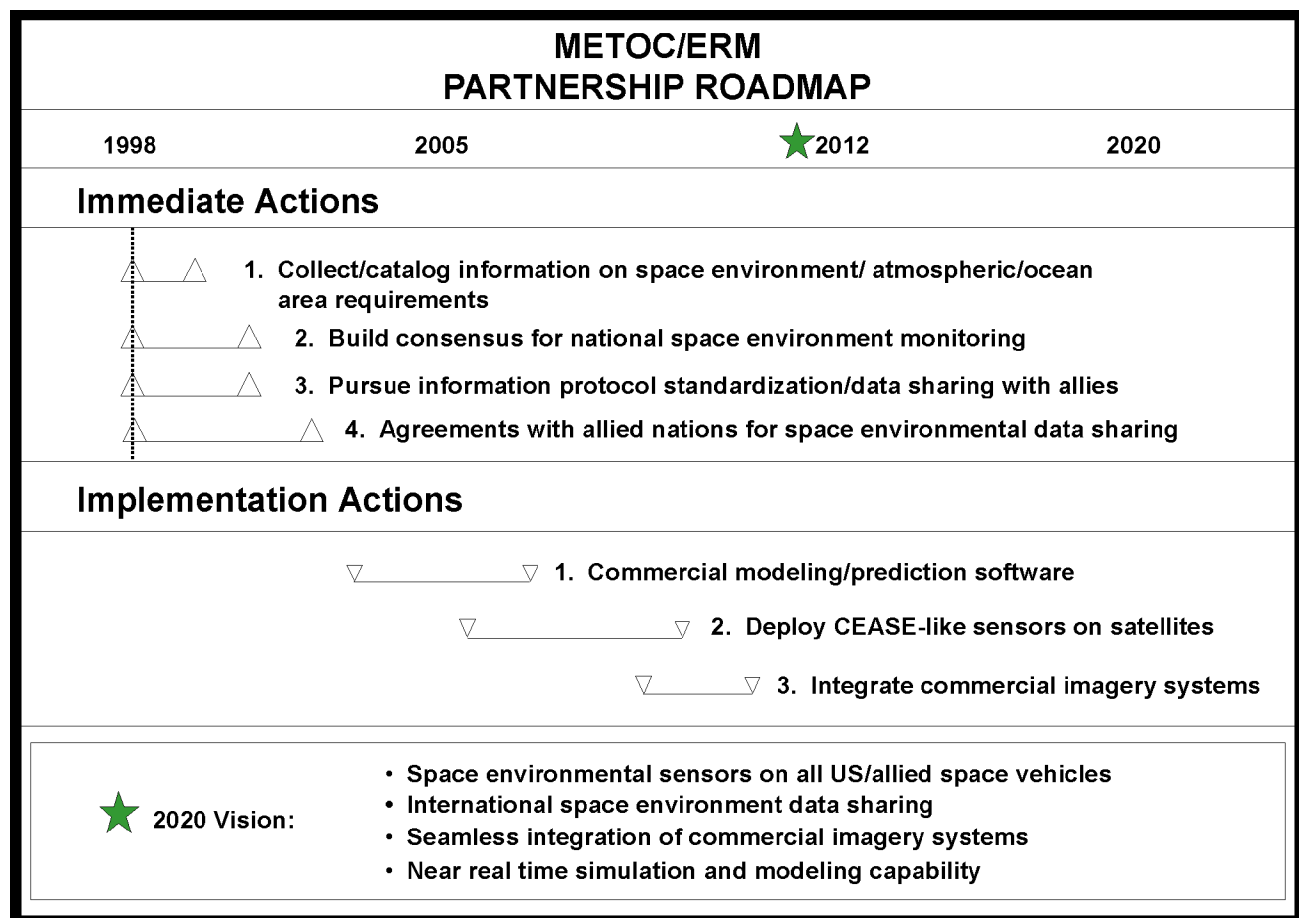 METOC/ERM
PARTNERSHIP ROADMAP
1998 2005 2012 2020
Immediate Actions
1. Collect/catalog information on space environment/ atmospheric/ocean
area requirements
2. Build consensus for national space environment monitoring
3. Pursue information protocol standardization/data sharing with allies
4. Agreements with allied nations for space environmental data sharing
Implementation Actions
1. Commercial modeling/prediction software
2. Deploy CEASE-like sensors on satellites
3. Integrate commercial imagery systems
2020 Vision:
• Space environmental sensors on all US/allied space vehicles
• International space environment data sharing
• Seamless integration of commercial imagery systems
• Near real time simulation and modeling capability